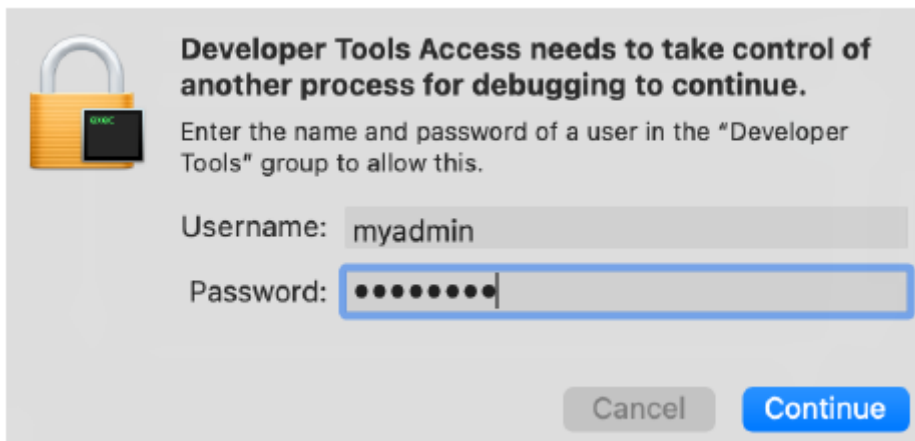 Developer Tools Access needs to take control of
another process for debugging to continue.
exec
Enter the name and password of a user in the “Developer
Tools” group to allow this.
Username: myadmin
Password: ••••••••
Cancel Continue